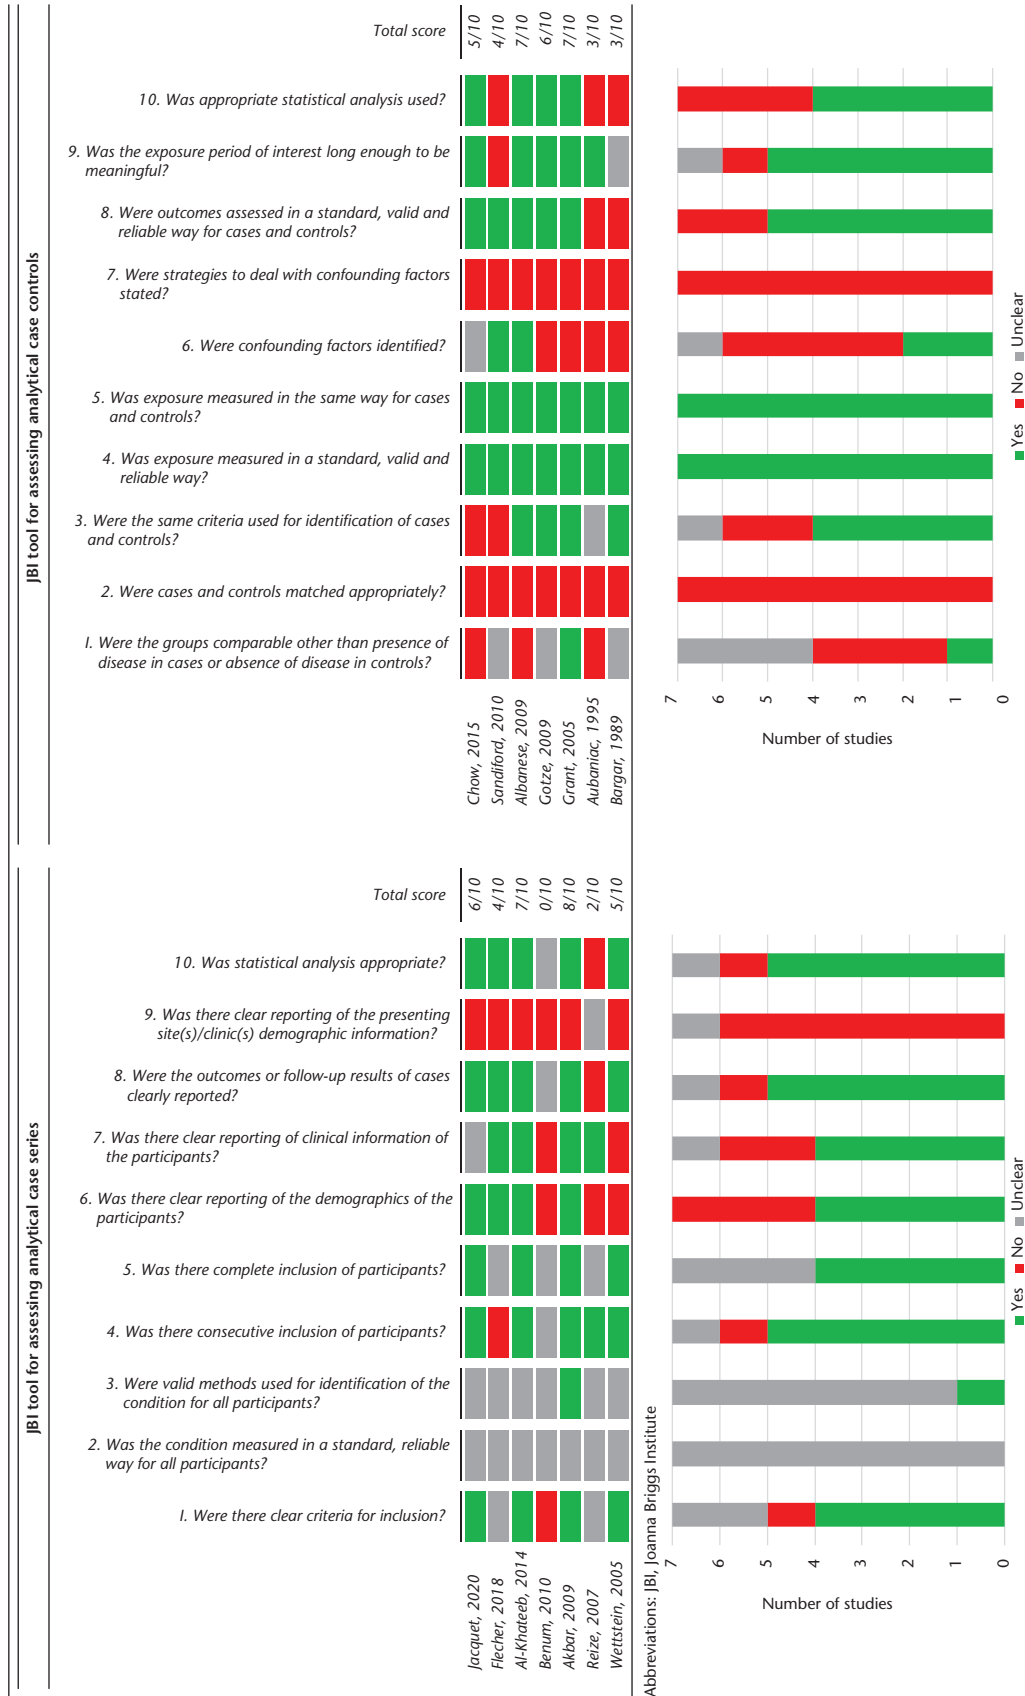 JBI tool for assessing analytical case series
1. Were there clear criteria for inclusion?
2. Was the condition measured in a standard, reliable
way for all participants?
3. Were valid methods used for identification of the
condition for all participants?
4. Was there consecutive inclusion of participants?
5. Was there complete inclusion of participants?
6. Was there clear reporting of the demographics of the
participants?
7. Was there clear reporting of clinical information of
the participants?
8. Were the outcomes or follow-up results of cases
clearly reported?
9. Was there clear reporting of the presenting
site(s)/clinic(s) demographic information?
10. Was statistical analysis appropriate?
Total score
Jacquet, 2020
6/10
Flecher, 2018
4/10
Al-Khateeb, 2014
7/10
Benum, 2010
0/10
Akbar, 2009
8/10
Reize, 2007
2/10
Wettstein, 2005
5/10
Abbreviations: JBI, Joanna Briggs Institute
Number of studies
7
6
5
4
3
2
1
0
Yes No Unclear
JBI tool for assessing analytical case controls
1. Were the groups comparable other than presence of
disease in cases or absence of disease in controls?
2. Were cases and controls matched appropriately?
3. Were the same criteria used for identification of cases
and controls?
4. Was exposure measured in a standard, valid and
reliable way?
5. Was exposure measured in the same way for cases
and controls?
6. Were confounding factors identified?
7. Were strategies to deal with confounding factors
stated?
8. Were outcomes assessed in a standard, valid and
reliable way for cases and controls?
9. Was the exposure period of interest long enough to be
meaningful?
10. Was appropriate statistical analysis used?
Total score
Chow, 2015
5/10
Sandiford, 2010
4/10
Albanese, 2009
7/10
Gotze, 2009
6/10
Grant, 2005
7/10
Aubaniac, 1995
3/10
Bargar, 1989
3/10
Number of studies
7
6
5
4
3
2
1
0
Yes No Unclear